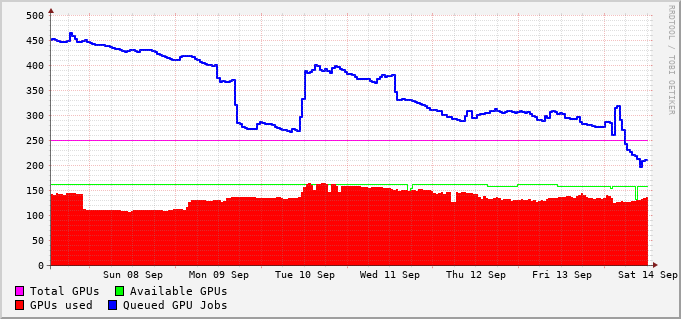 500
450
400
350
300
250
200
150
100
50
0
Sun 08 Sep Mon 09 Sep Tue 10 Sep Wed 11 Sep Thu 12 Sep Fri 13 Sep Sat 14 Sep
Total GPUs Available GPUs
GPUs used Queued GPU Jobs
RRDTOOL / TOBI OETIKER